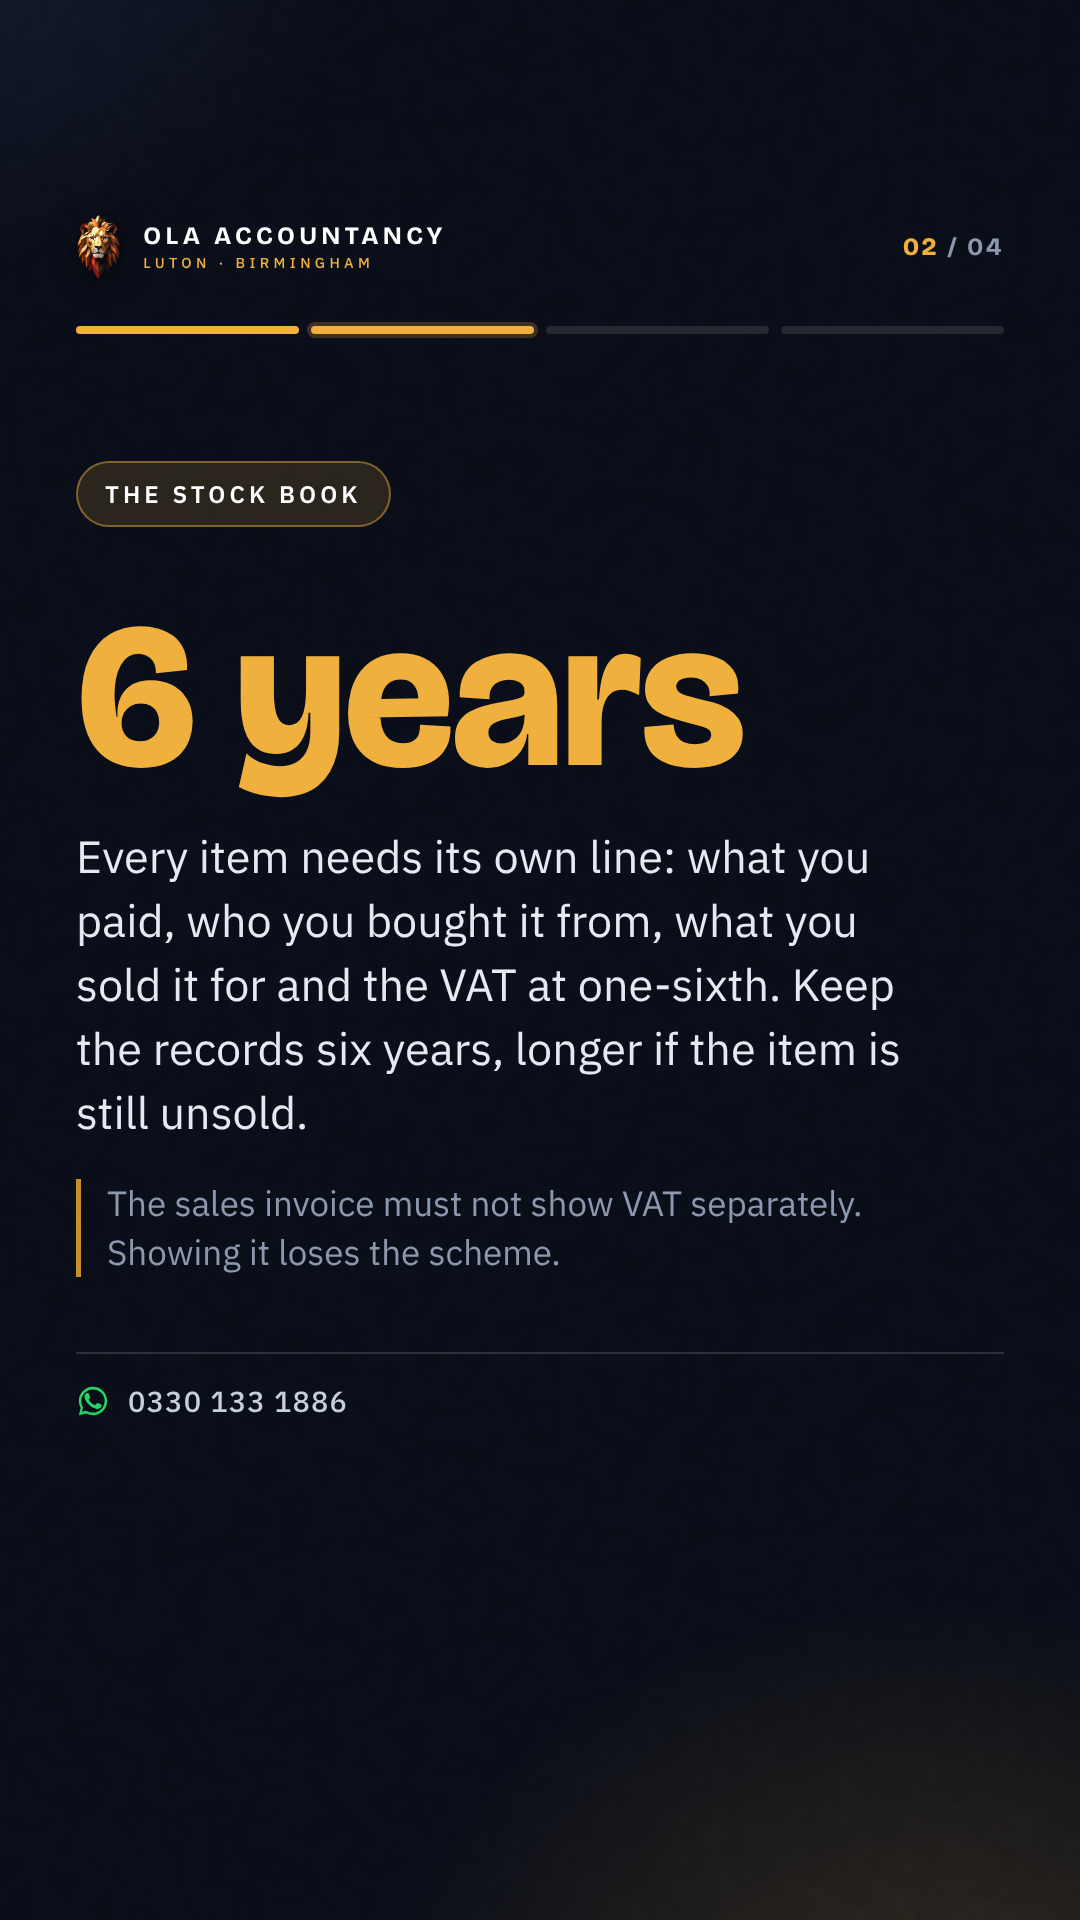 OLA ACCOUNTANCY
LUTON · BIRMINGHAM
02 / 04
THE STOCK BOOK
6 years
Every item needs its own line: what you
paid, who you bought it from, what you
sold it for and the VAT at one-sixth. Keep
the records six years, longer if the item is
still unsold.
The sales invoice must not show VAT separately.
Showing it loses the scheme.
0330 133 1886